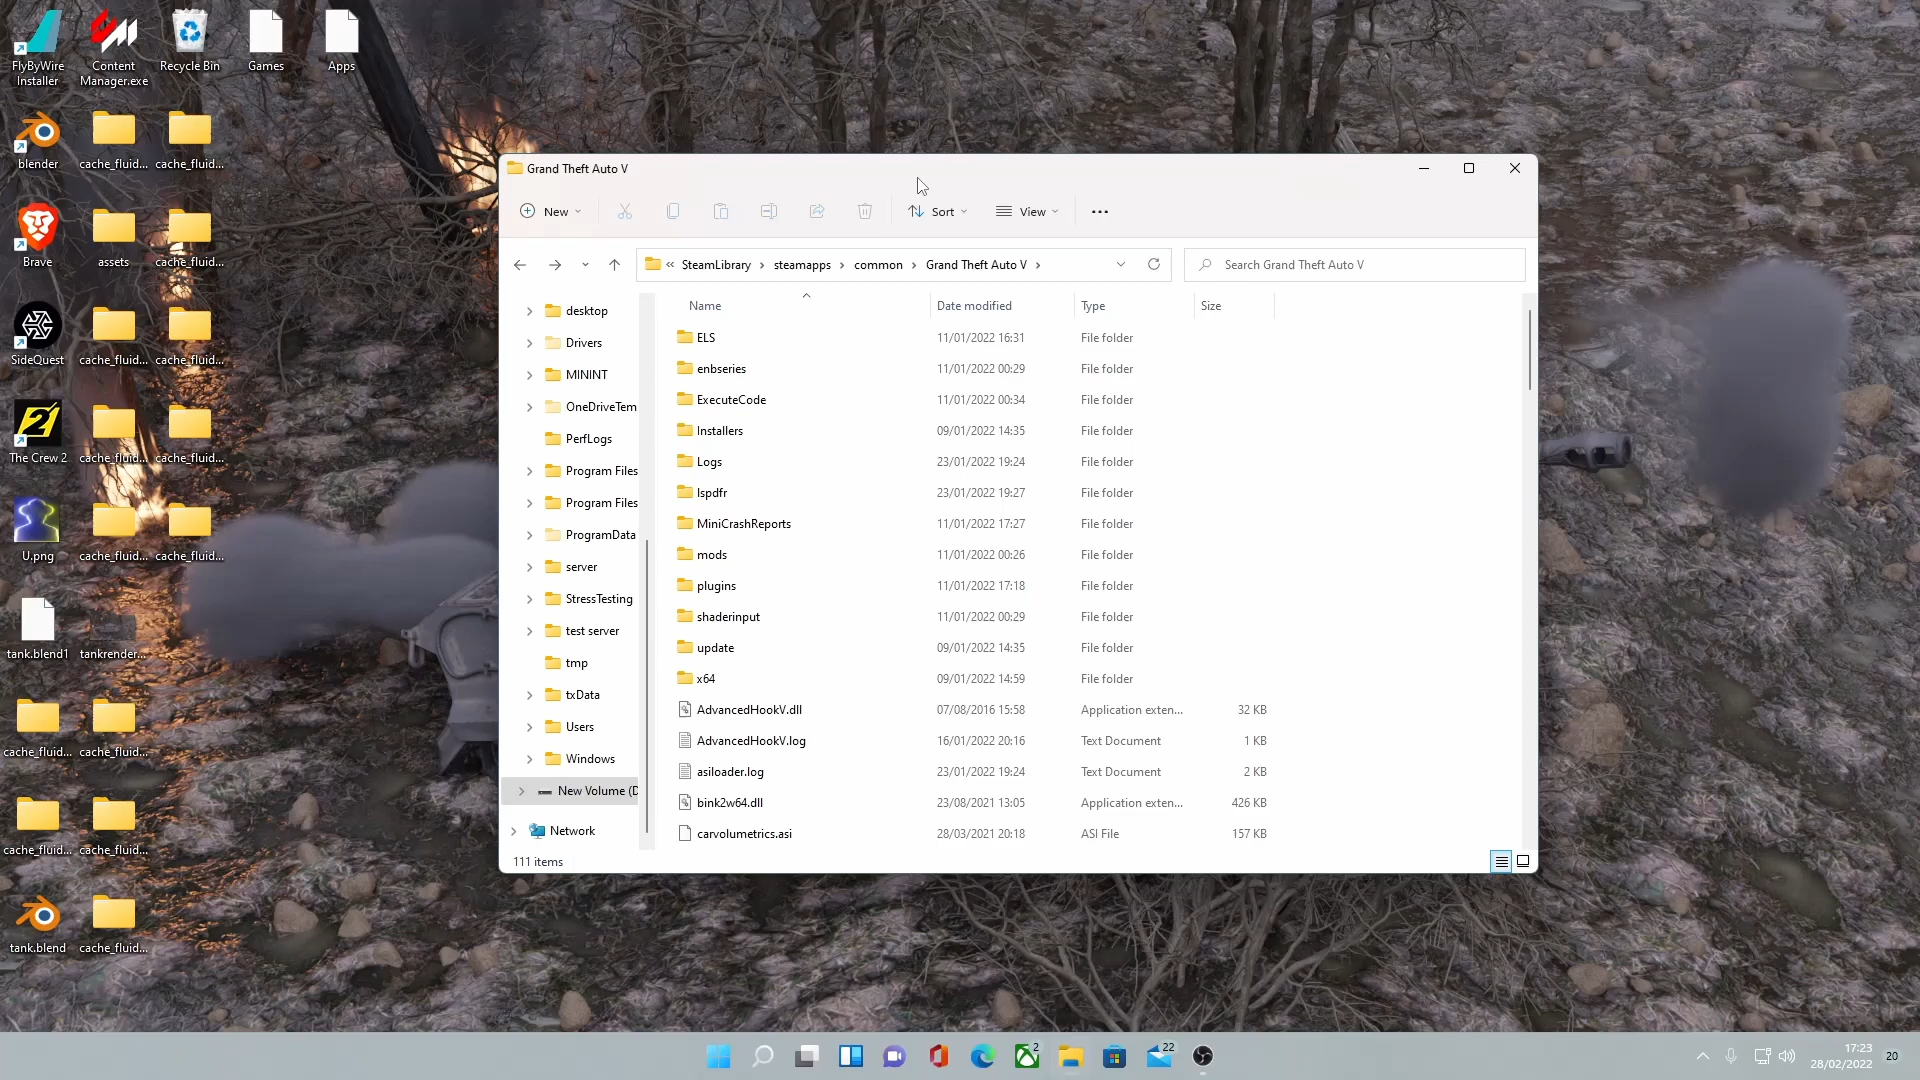 FlyByWire
Installer
Content
Manager.exe
Recycle Bin
Games
Apps
blender
cache_fluid...
cache_fluid...
Brave
assets
cache_fluid...
SideQuest
cache_fluid...
cache_fluid...
The Crew 2
cache_fluid...
cache_fluid...
U.png
cache_fluid...
cache_fluid...
tank.blend1
tankrender...
cache_fluid...
cache_fluid...
cache_fluid...
cache_fluid...
tank.blend
cache_fluid...
Grand Theft Auto V
New
Sort
View
SteamLibrary > steamapps > common > Grand Theft Auto V >
Search Grand Theft Auto V
desktop
Drivers
MININT
OneDriveTem
PerfLogs
Program Files
Program Files
ProgramData
server
StressTesting
test server
tmp
txData
Users
Windows
New Volume (D
Network
Name Date modified Type Size
ELS 11/01/2022 16:31 File folder
enbseries 11/01/2022 00:29 File folder
ExecuteCode 11/01/2022 00:34 File folder
Installers 09/01/2022 14:35 File folder
Logs 23/01/2022 19:24 File folder
lspdfr 23/01/2022 19:27 File folder
MiniCrashReports 11/01/2022 17:27 File folder
mods 11/01/2022 00:26 File folder
plugins 11/01/2022 17:18 File folder
shaderinput 11/01/2022 00:29 File folder
update 09/01/2022 14:35 File folder
x64 09/01/2022 14:59 File folder
AdvancedHookV.dll 07/08/2016 15:58 Application exten... 32 KB
AdvancedHookV.log 16/01/2022 20:16 Text Document 1 KB
asiloader.log 23/01/2022 19:24 Text Document 2 KB
bink2w64.dll 23/08/2021 13:05 Application exten... 426 KB
carvolumetrics.asi 28/03/2021 20:18 ASI File 157 KB
111 items
2
22
17:23
28/02/2022
20